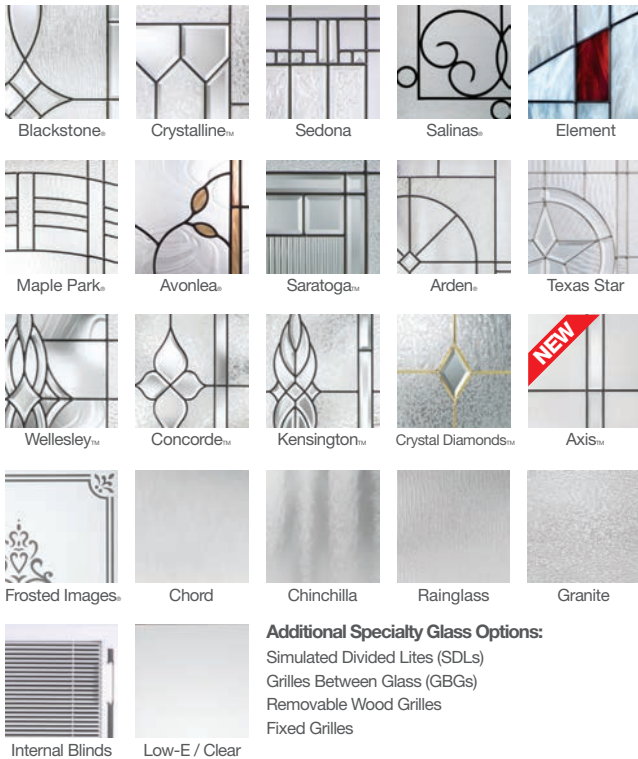 Blackstone®
Crystalline™
Sedona
Salinas®
Element
Maple Park®
Avonlea®
Saratoga™
Arden®
Texas Star
Wellesley™
Concorde™
Kensington™
Crystal Diamonds™
NEW
Axis™
Frosted Images®
Chord
Chinchilla
Rainglass
Granite
Internal Blinds
Low-E / Clear
Additional Specialty Glass Options:
Simulated Divided Lites (SDLs)
Grilles Between Glass (GBGs)
Removable Wood Grilles
Fixed Grilles